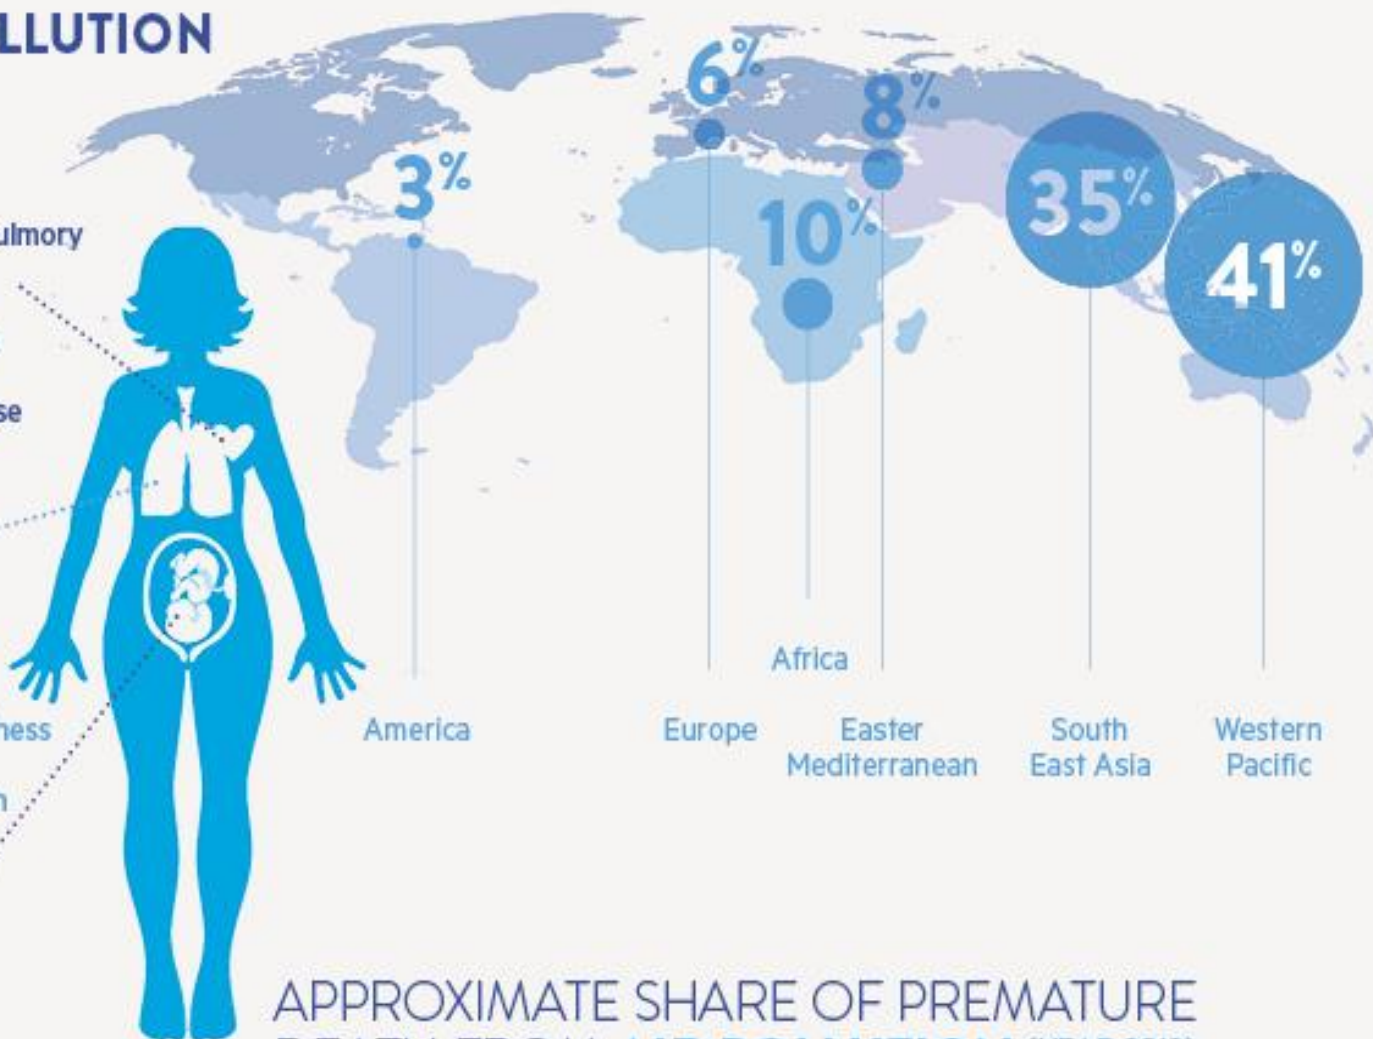 LLUTION
6%
8%
3%
35%
10%
41%
ulmory
se
Africa
ness
America
Europe
Easter
Mediterranean
South
East Asia
Western
Pacific
n
APPROXIMATE SHARE OF PREMATURE